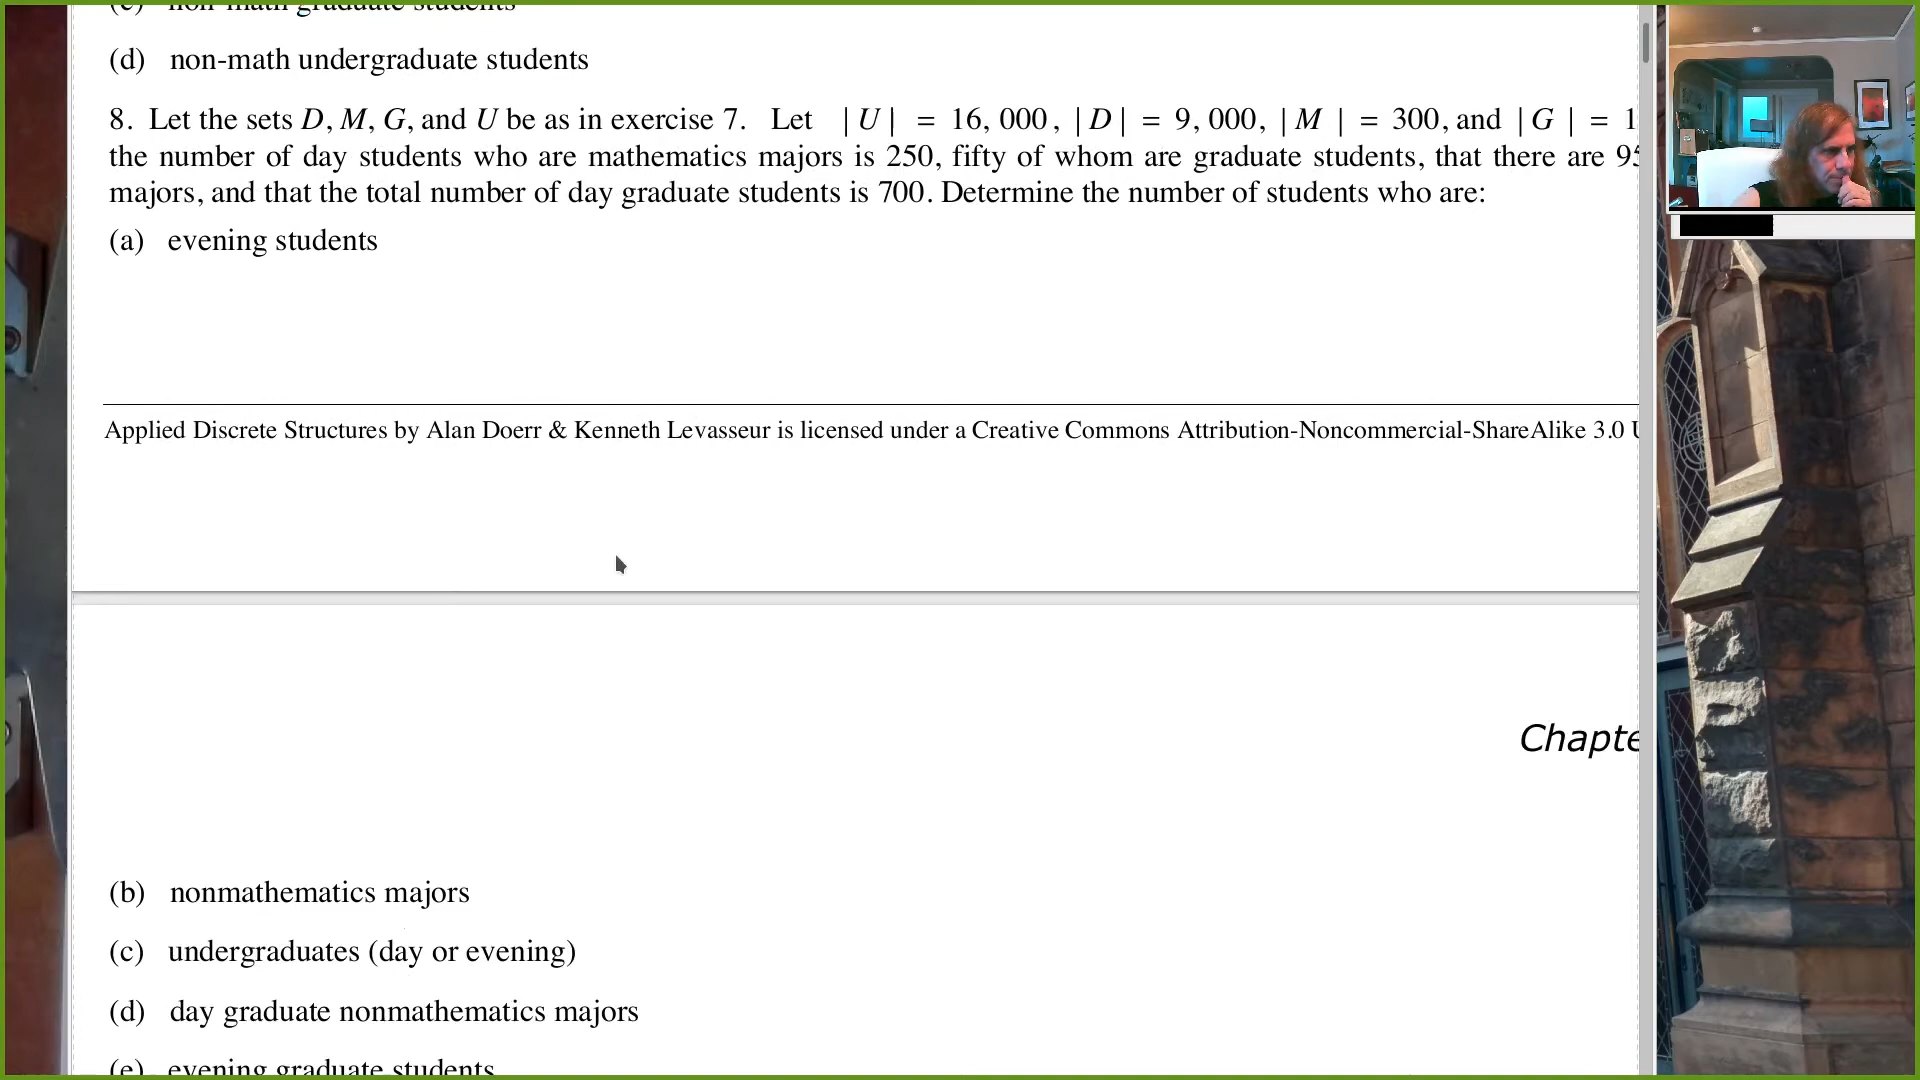 (c) non-math graduate students
(d) non-math undergraduate students
8. Let the sets D, M, G, and U be as in exercise 7. Let | U | = 16, 000, | D | = 9, 000, | M | = 300, and | G | = 1
the number of day students who are mathematics majors is 250, fifty of whom are graduate students, that there are 95
majors, and that the total number of day graduate students is 700. Determine the number of students who are:
(a) evening students
Applied Discrete Structures by Alan Doerr & Kenneth Levasseur is licensed under a Creative Commons Attribution-Noncommercial-ShareAlike 3.0 U
Chapte
(b) nonmathematics majors
(c) undergraduates (day or evening)
(d) day graduate nonmathematics majors
(e) evening graduate students